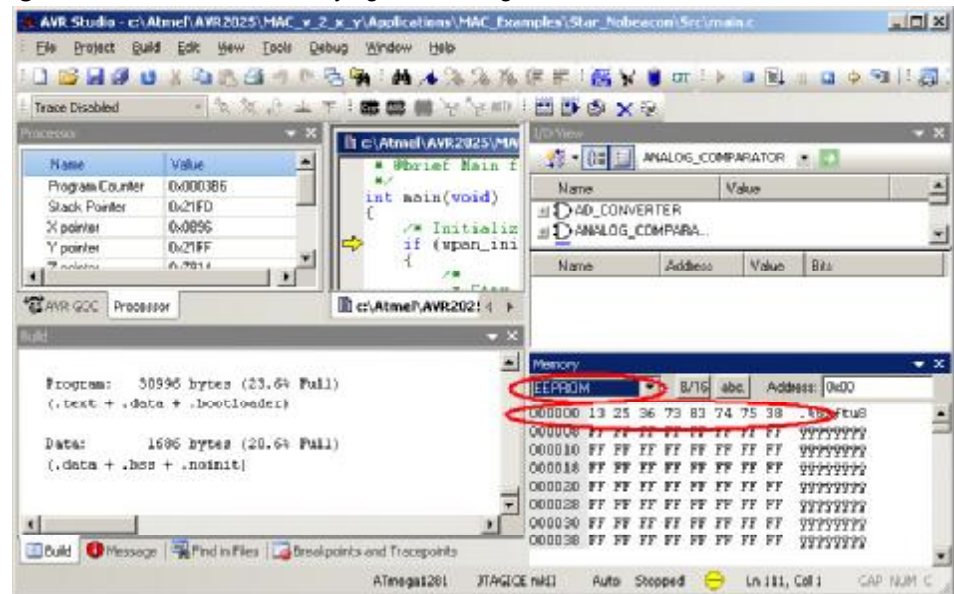 AVR Studio - c:\Atmel\AVR2025\MAC_v_2_x_y\Applications\MAC_Examples\Star_Nobeacon\Src\main.c
File Project Build Edit View Tools Debug Window Help
Trace Disabled
Processor
Name Value
Program Counter 0x0003B6
Stack Pointer 0x21FD
X pointer 0x0896
Y pointer 0x21FF
AVR GCC Processor
c:\Atmel\AVR2025\MA
* @brief Main f
*/
int main(void)
{
/* Initializ
if (wpan_ini
{
/*
c:\Atmel\AVR202!
I/O View
ANALOG_COMPARATOR
Name Value
AD_CONVERTER
ANALOG_COMPARA...
Name Address Value Bits
Build
Program: 30996 bytes (23.6% Full)
(.text + .data + .bootloader)
Data: 1686 bytes (20.6% Full)
(.data + .bss + .noinit)
Build Message Find in Files Breakpoints and Tracepoints
Memory
EEPROM 8/16 abc. Address: 0x00
000000 13 25 36 73 83 74 75 38
000008 FF FF FF FF FF FF FF FF ÿÿÿÿÿÿÿÿ
000010 FF FF FF FF FF FF FF FF ÿÿÿÿÿÿÿÿ
000018 FF FF FF FF FF FF FF FF ÿÿÿÿÿÿÿÿ
000020 FF FF FF FF FF FF FF FF ÿÿÿÿÿÿÿÿ
000028 FF FF FF FF FF FF FF FF ÿÿÿÿÿÿÿÿ
000030 FF FF FF FF FF FF FF FF ÿÿÿÿÿÿÿÿ
000038 FF FF FF FF FF FF FF FF ÿÿÿÿÿÿÿÿ
ATmega1281 JTAGICE mkII Auto Stopped Ln 111, Col 1 CAP NUM